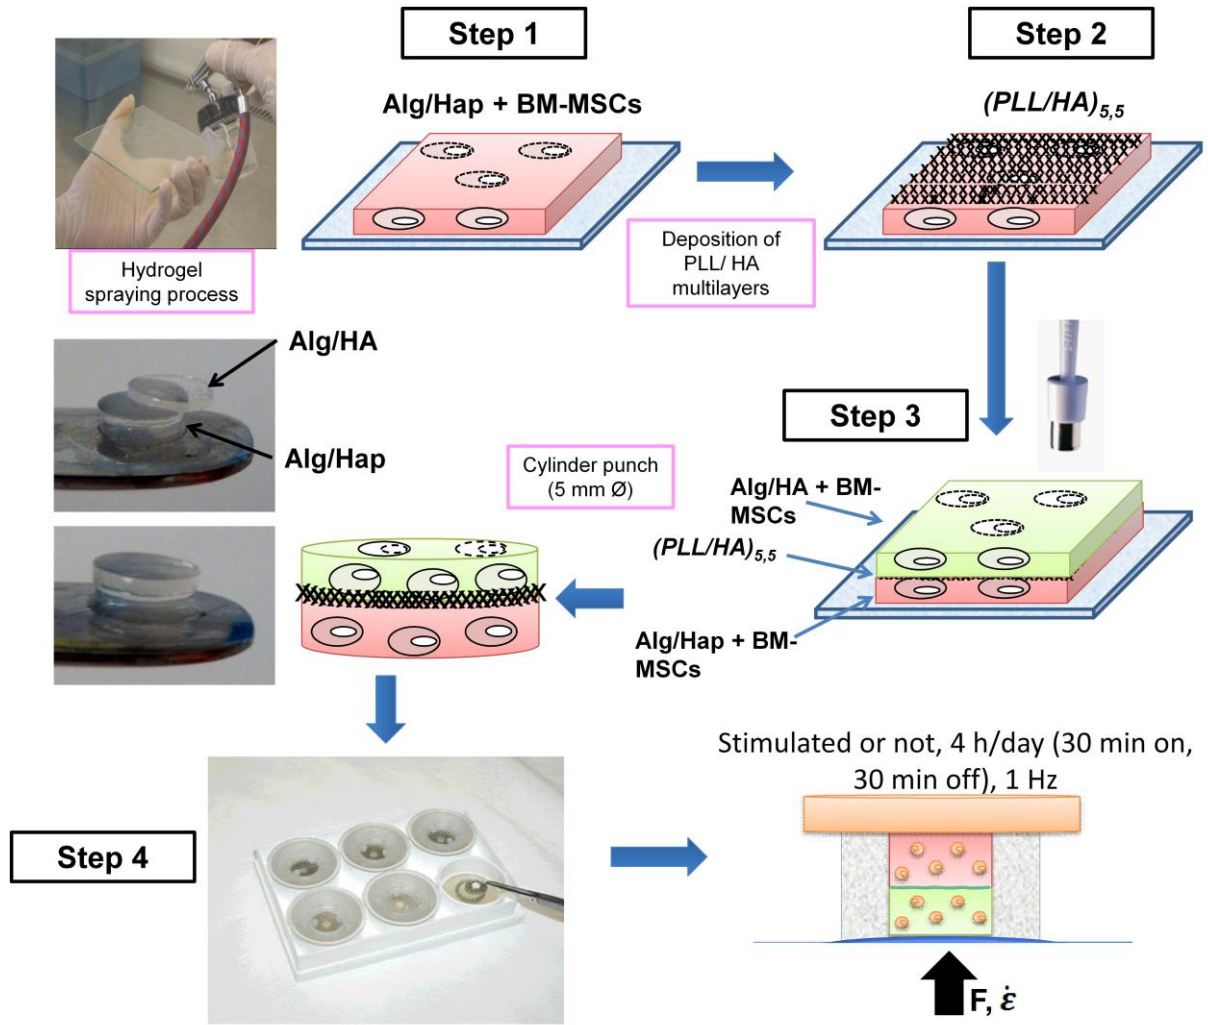 Step 1
Step 2
Alg/Hap + BM-MSCs
(PLL/HA)5,5
Hydrogel
spraying process
Deposition of
PLL/ HA
multilayers
Alg/HA
Alg/Hap
Step 3
Cylinder punch
(5 mm Ø)
Alg/HA + BM-
MSCs
(PLL/HA)5,5
Alg/Hap + BM-
MSCs
Stimulated or not, 4 h/day (30 min on,
30 min off), 1 Hz
Step 4
F, ε̇